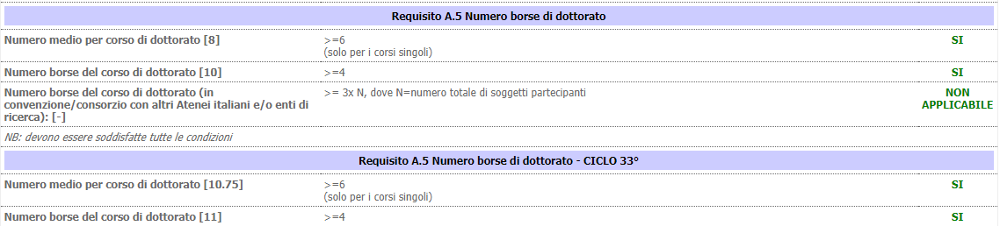 Requisito A.5 Numero borse di dottorato
Numero medio per corso di dottorato [8] >=6 SI
(solo per i corsi singoli)
Numero borse del corso di dottorato [10] >=4 SI
Numero borse del corso di dottorato (in >= 3x N, dove N=numero totale di soggetti partecipanti NON
convenzione/consorzio con altri Atenei italiani e/o enti di APPLICABILE
ricerca): [-]
NB: devono essere soddisfatte tutte le condizioni
Requisito A.5 Numero borse di dottorato - CICLO 33°
Numero medio per corso di dottorato [10.75] >=6 SI
(solo per i corsi singoli)
Numero borse del corso di dottorato [11] >=4 SI